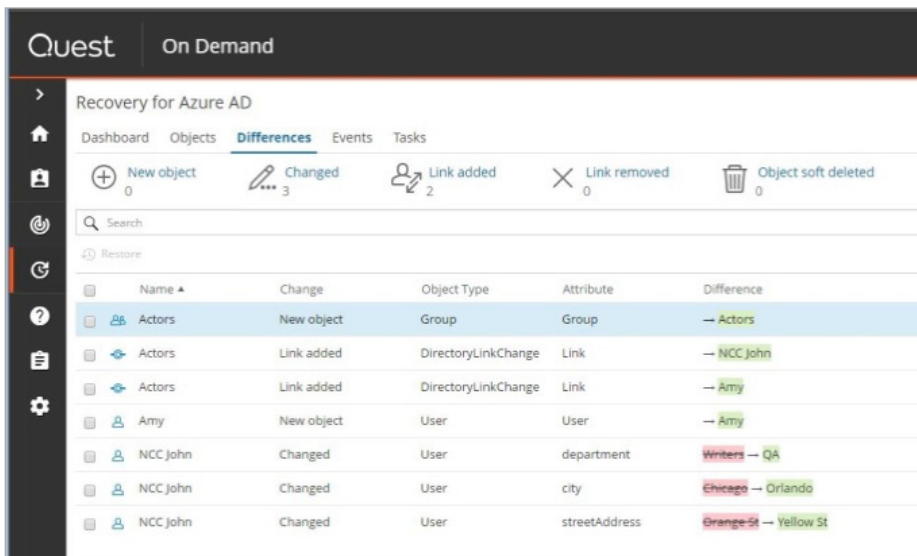 Quest On Demand
Recovery for Azure AD
Dashboard Objects Differences Events Tasks
New object Changed Link added Link removed Object soft deleted
0 3 2 0 0
Search
Restore
Name Change Object Type Attribute Difference
Actors New object Group Group → Actors
Actors Link added DirectoryLinkChange Link → NCC John
Actors Link added DirectoryLinkChange Link → Amy
Amy New object User User → Amy
NCC John Changed User department Writers → QA
NCC John Changed User city Chicago → Orlando
NCC John Changed User streetAddress Orange St → Yellow St